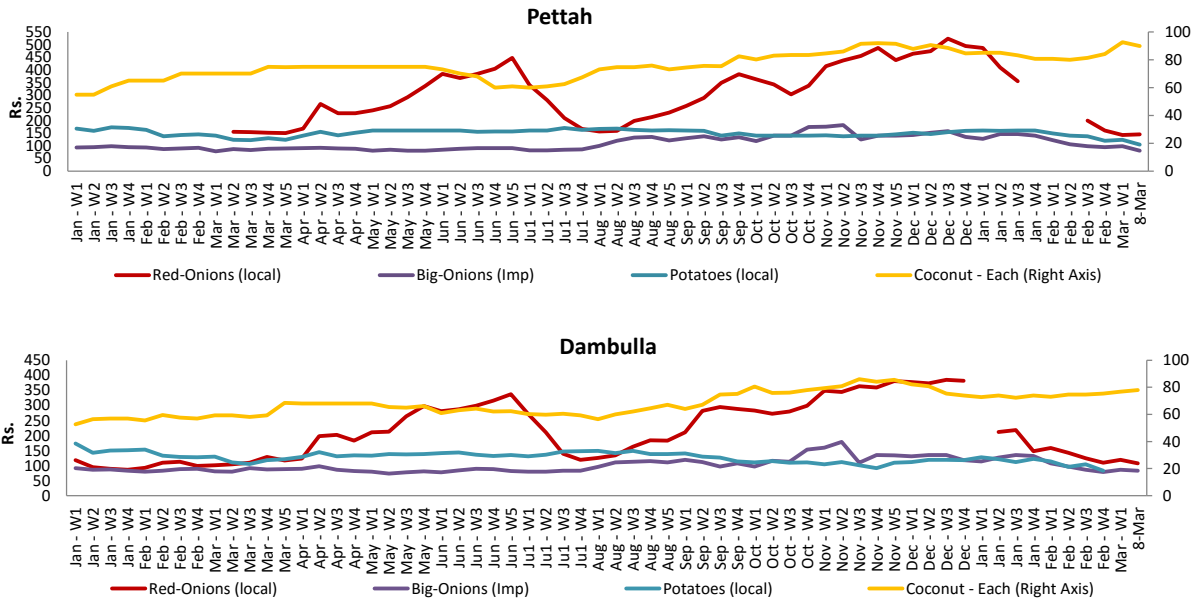 Pettah
550
500
450
400
350
300
250
200
150
100
50
0
Rs.
100
80
60
40
20
0
Jan - W1
Jan - W2
Jan - W3
Jan - W4
Feb - W1
Feb - W2
Feb - W3
Feb - W4
Mar - W1
Mar - W2
Mar - W3
Mar - W4
Mar - W5
Apr - W1
Apr - W2
Apr - W3
Apr - W4
May - W1
May - W2
May - W3
May - W4
Jun - W1
Jun - W2
Jun - W3
Jun - W4
Jun - W5
Ju1 - W1
Ju1 - W2
Ju1 - W3
Ju1 - W4
Aug - W1
Aug - W2
Aug - W3
Aug - W4
Aug - W5
Sep - W1
Sep - W2
Sep - W3
Sep - W4
Oct - W1
Oct - W2
Oct - W3
Oct - W4
Nov - W1
Nov - W2
Nov - W3
Nov - W4
Nov - W5
Dec - W1
Dec - W2
Dec - W3
Dec - W4
Jan - W1
Jan - W2
Jan - W3
Jan - W4
Feb - W1
Feb - W2
Feb - W3
Feb - W4
Mar - W1
8-Mar
Red-Onions (local) Big-Onions (Imp) Potatoes (local) Coconut - Each (Right Axis)
Dambulla
450
400
350
300
250
200
150
100
50
0
Rs.
100
80
60
40
20
0
Jan - W1
Jan - W2
Jan - W3
Jan - W4
Feb - W1
Feb - W2
Feb - W3
Feb - W4
Mar - W1
Mar - W2
Mar - W3
Mar - W4
Mar - W5
Apr - W1
Apr - W2
Apr - W3
Apr - W4
May - W1
May - W2
May - W3
May - W4
Jun - W1
Jun - W2
Jun - W3
Jun - W4
Jun - W5
Ju1 - W1
Ju1 - W2
Ju1 - W3
Ju1 - W4
Aug - W1
Aug - W2
Aug - W3
Aug - W4
Aug - W5
Sep - W1
Sep - W2
Sep - W3
Sep - W4
Oct - W1
Oct - W2
Oct - W3
Oct - W4
Nov - W1
Nov - W2
Nov - W3
Nov - W4
Nov - W5
Dec - W1
Dec - W2
Dec - W3
Dec - W4
Jan - W1
Jan - W2
Jan - W3
Jan - W4
Feb - W1
Feb - W2
Feb - W3
Feb - W4
Mar - W1
8-Mar
Red-Onions (local) Big-Onions (Imp) Potatoes (local) Coconut - Each (Right Axis)